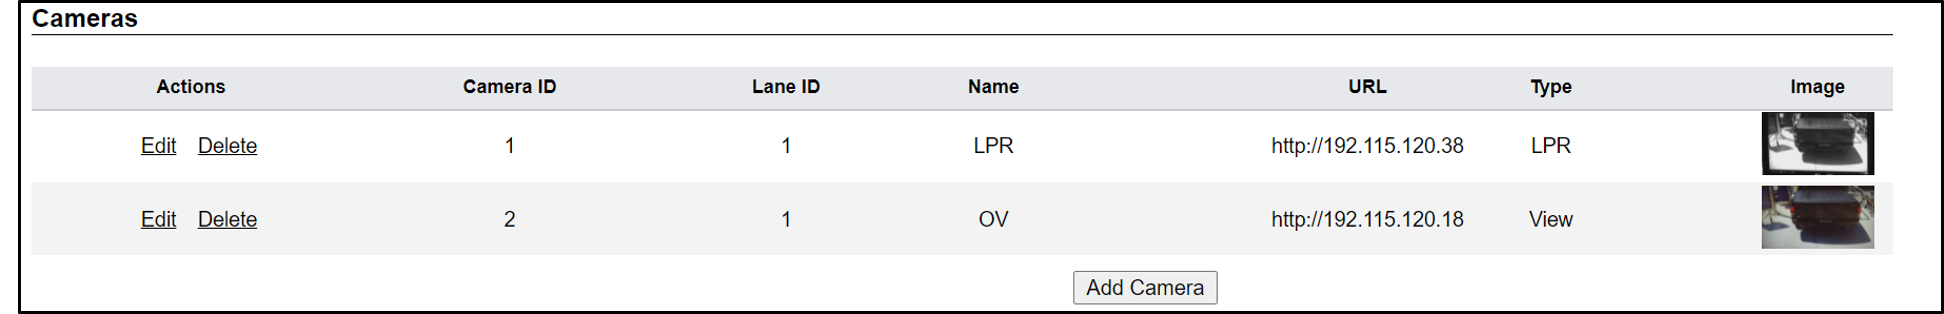 Cameras
Actions Camera ID Lane ID Name URL Type Image
Edit Delete 1 1 LPR http://192.115.120.38 LPR
Edit Delete 2 1 OV http://192.115.120.18 View
Add Camera